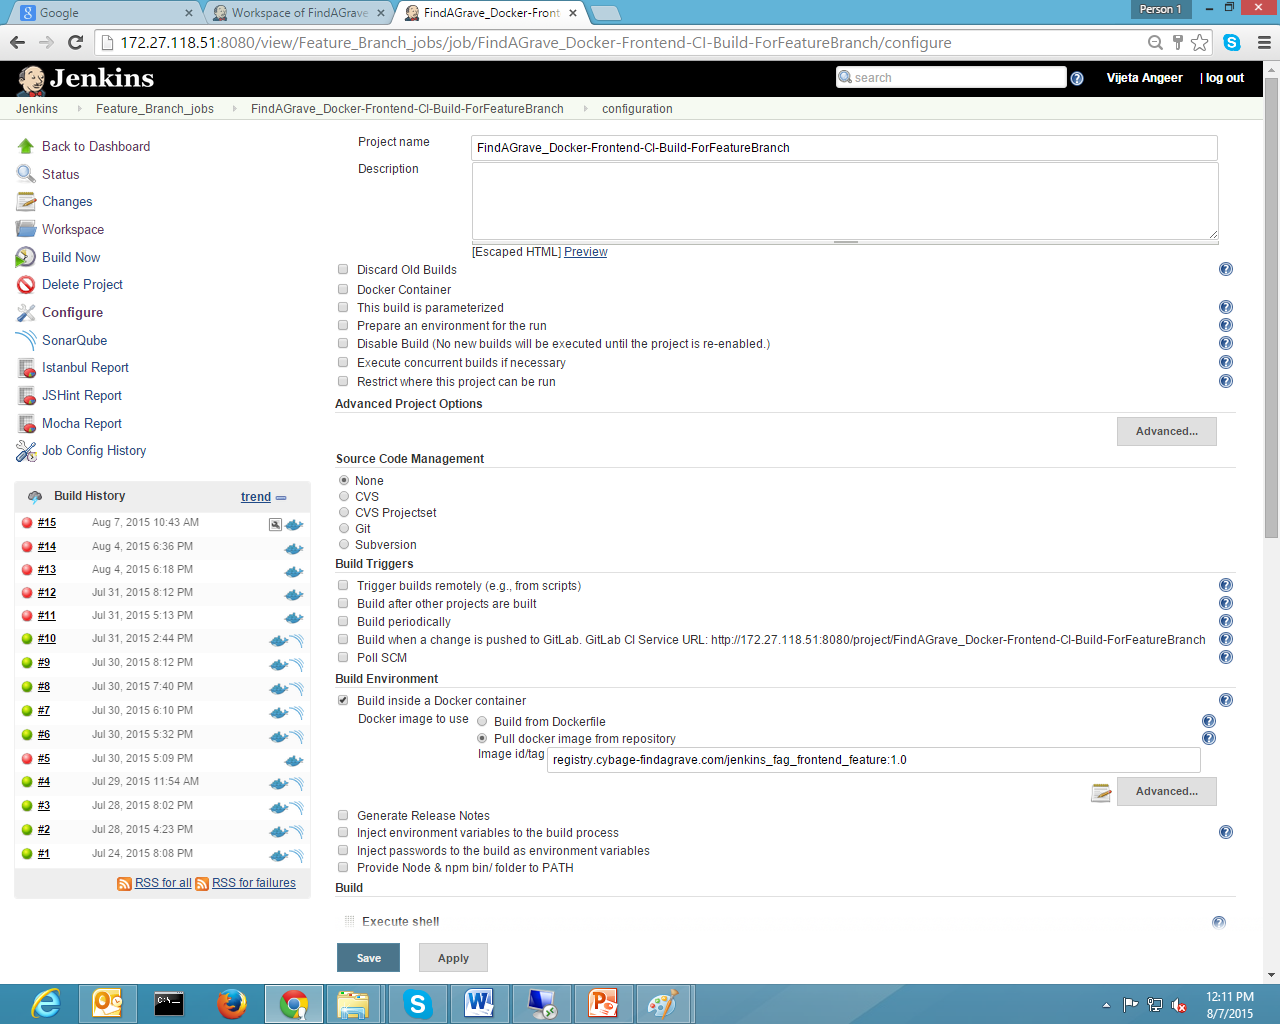 Google
Workspace of FindAGrave
FindAGrave_Docker-Front
Person 1
172.27.118.51:8080/view/Feature_Branch_jobs/job/FindAGrave_Docker-Frontend-CI-Build-ForFeatureBranch/configure
Jenkins
search
Vijeta Angeer
| log out
Jenkins
Feature_Branch_jobs
FindAGrave_Docker-Frontend-CI-Build-ForFeatureBranch
configuration
Back to Dashboard
Status
Changes
Workspace
Build Now
Delete Project
Configure
SonarQube
Istanbul Report
JSHint Report
Mocha Report
Job Config History
Build History trend
#15 Aug 7, 2015 10:43 AM
#14 Aug 4, 2015 6:36 PM
#13 Aug 4, 2015 6:18 PM
#12 Jul 31, 2015 8:12 PM
#11 Jul 31, 2015 5:13 PM
#10 Jul 31, 2015 2:44 PM
#9 Jul 30, 2015 8:12 PM
#8 Jul 30, 2015 7:40 PM
#7 Jul 30, 2015 6:10 PM
#6 Jul 30, 2015 5:32 PM
#5 Jul 30, 2015 5:09 PM
#4 Jul 29, 2015 11:54 AM
#3 Jul 28, 2015 8:02 PM
#2 Jul 28, 2015 4:23 PM
#1 Jul 24, 2015 8:08 PM
RSS for all RSS for failures
Project name FindAGrave_Docker-Frontend-CI-Build-ForFeatureBranch
Description
[Escaped HTML] Preview
Discard Old Builds
Docker Container
This build is parameterized
Prepare an environment for the run
Disable Build (No new builds will be executed until the project is re-enabled.)
Execute concurrent builds if necessary
Restrict where this project can be run
Advanced Project Options
Advanced...
Source Code Management
None
CVS
CVS Projectset
Git
Subversion
Build Triggers
Trigger builds remotely (e.g., from scripts)
Build after other projects are built
Build periodically
Build when a change is pushed to GitLab. GitLab CI Service URL: http://172.27.118.51:8080/project/FindAGrave_Docker-Frontend-CI-Build-ForFeatureBranch
Poll SCM
Build Environment
Build inside a Docker container
Docker image to use Build from Dockerfile
Pull docker image from repository
Image id/tag registry.cybage-findagrave.com/jenkins_fag_frontend_feature:1.0
Advanced...
Generate Release Notes
Inject environment variables to the build process
Inject passwords to the build as environment variables
Provide Node & npm bin/ folder to PATH
Build
Execute shell
Save Apply
12:11 PM
8/7/2015